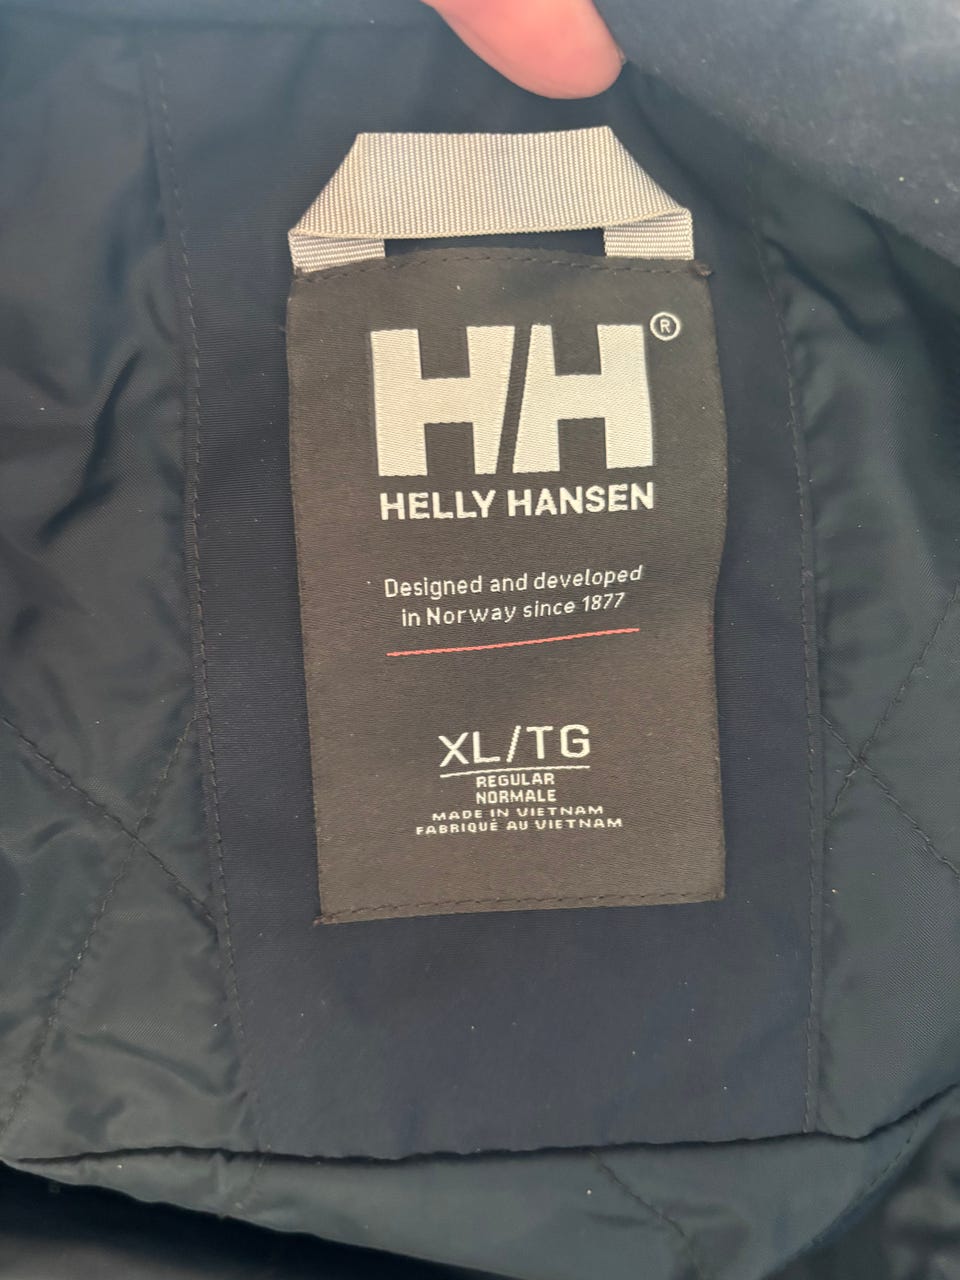 HH®
HELLY HANSEN
Designed and developed
in Norway since 1877
XL/TG
REGULAR
NORMALE
MADE IN VIETNAM
FABRIQUÉ AU VIETNAM